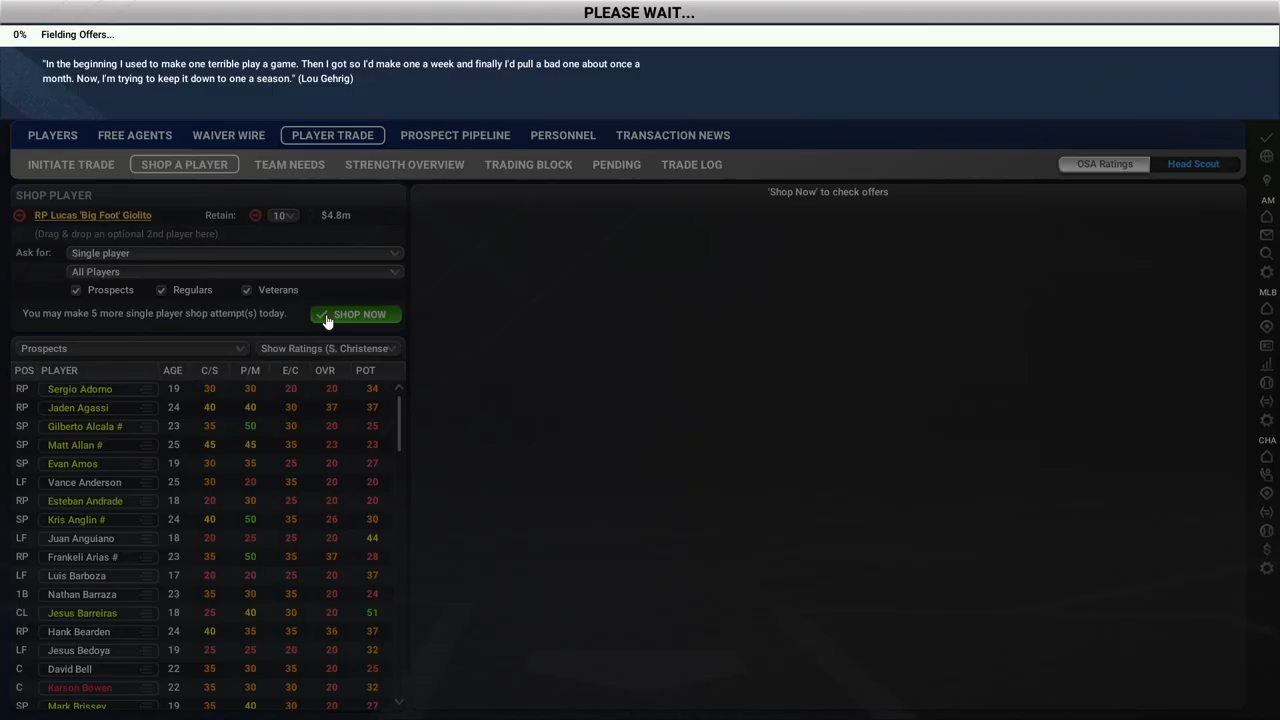 PLEASE WAIT...
0% Fielding Offers...
"In the beginning I used to make one terrible play a game. Then I got so I'd make one a week and finally I'd pull a bad one about once a
month. Now, I'm trying to keep it down to one a season." (Lou Gehrig)
PLAYERS FREE AGENTS WAIVER WIRE PLAYER TRADE PROSPECT PIPELINE PERSONNEL TRANSACTION NEWS
INITIATE TRADE SHOP A PLAYER TEAM NEEDS STRENGTH OVERVIEW TRADING BLOCK PENDING TRADE LOG OSA Ratings Head Scout
SHOP PLAYER
'Shop Now' to check offers
RP Lucas 'Big Foot' Giolito Retain: 10 $4.8m
(Drag & drop an optional 2nd player here)
Ask for: Single player
All Players
Prospects Regulars Veterans
You may make 5 more single player shop attempt(s) today. SHOP NOW
Prospects Show Ratings (S. Christense
POS PLAYER AGE C/S P/M E/C OVR POT
RP Sergio Adorno 19 30 30 20 20 34
RP Jaden Agassi 24 40 40 30 37 37
SP Gilberto Alcala # 23 35 50 30 20 25
SP Matt Allan # 25 45 45 35 23 23
SP Evan Amos 19 30 35 25 20 27
LF Vance Anderson 25 30 20 35 20 20
RP Esteban Andrade 18 20 30 25 20 20
SP Kris Anglin # 24 40 50 35 26 30
LF Juan Anguiano 18 20 25 25 20 44
RP Frankeli Arias # 23 35 50 35 37 28
LF Luis Barboza 17 20 20 25 20 37
1B Nathan Barraza 23 35 30 35 20 24
CL Jesus Barreiras 18 25 40 30 20 51
RP Hank Bearden 24 40 35 35 36 37
LF Jesus Bedoya 19 25 25 20 20 32
C David Bell 22 35 30 35 20 25
C Karson Bowen 22 35 30 30 20 32
SP Mark Brissey 19 35 40 30 20 27
AM
MLB
CHA